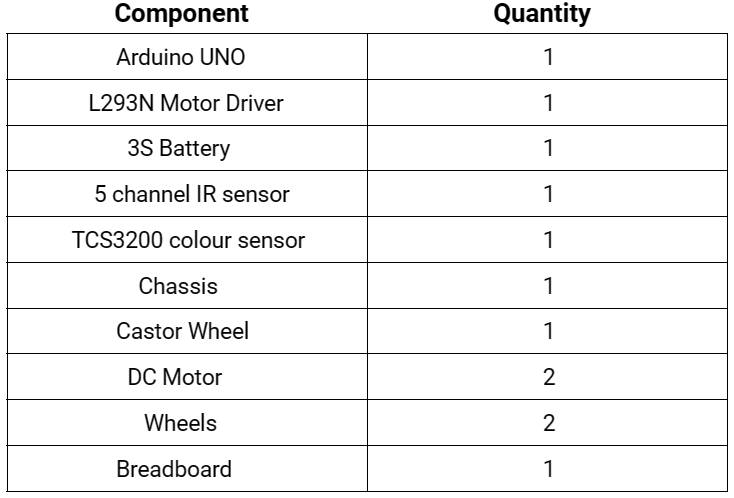 Component Quantity
Arduino UNO 1
L293N Motor Driver 1
3S Battery 1
5 channel IR sensor 1
TCS3200 colour sensor 1
Chassis 1
Castor Wheel 1
DC Motor 2
Wheels 2
Breadboard 1